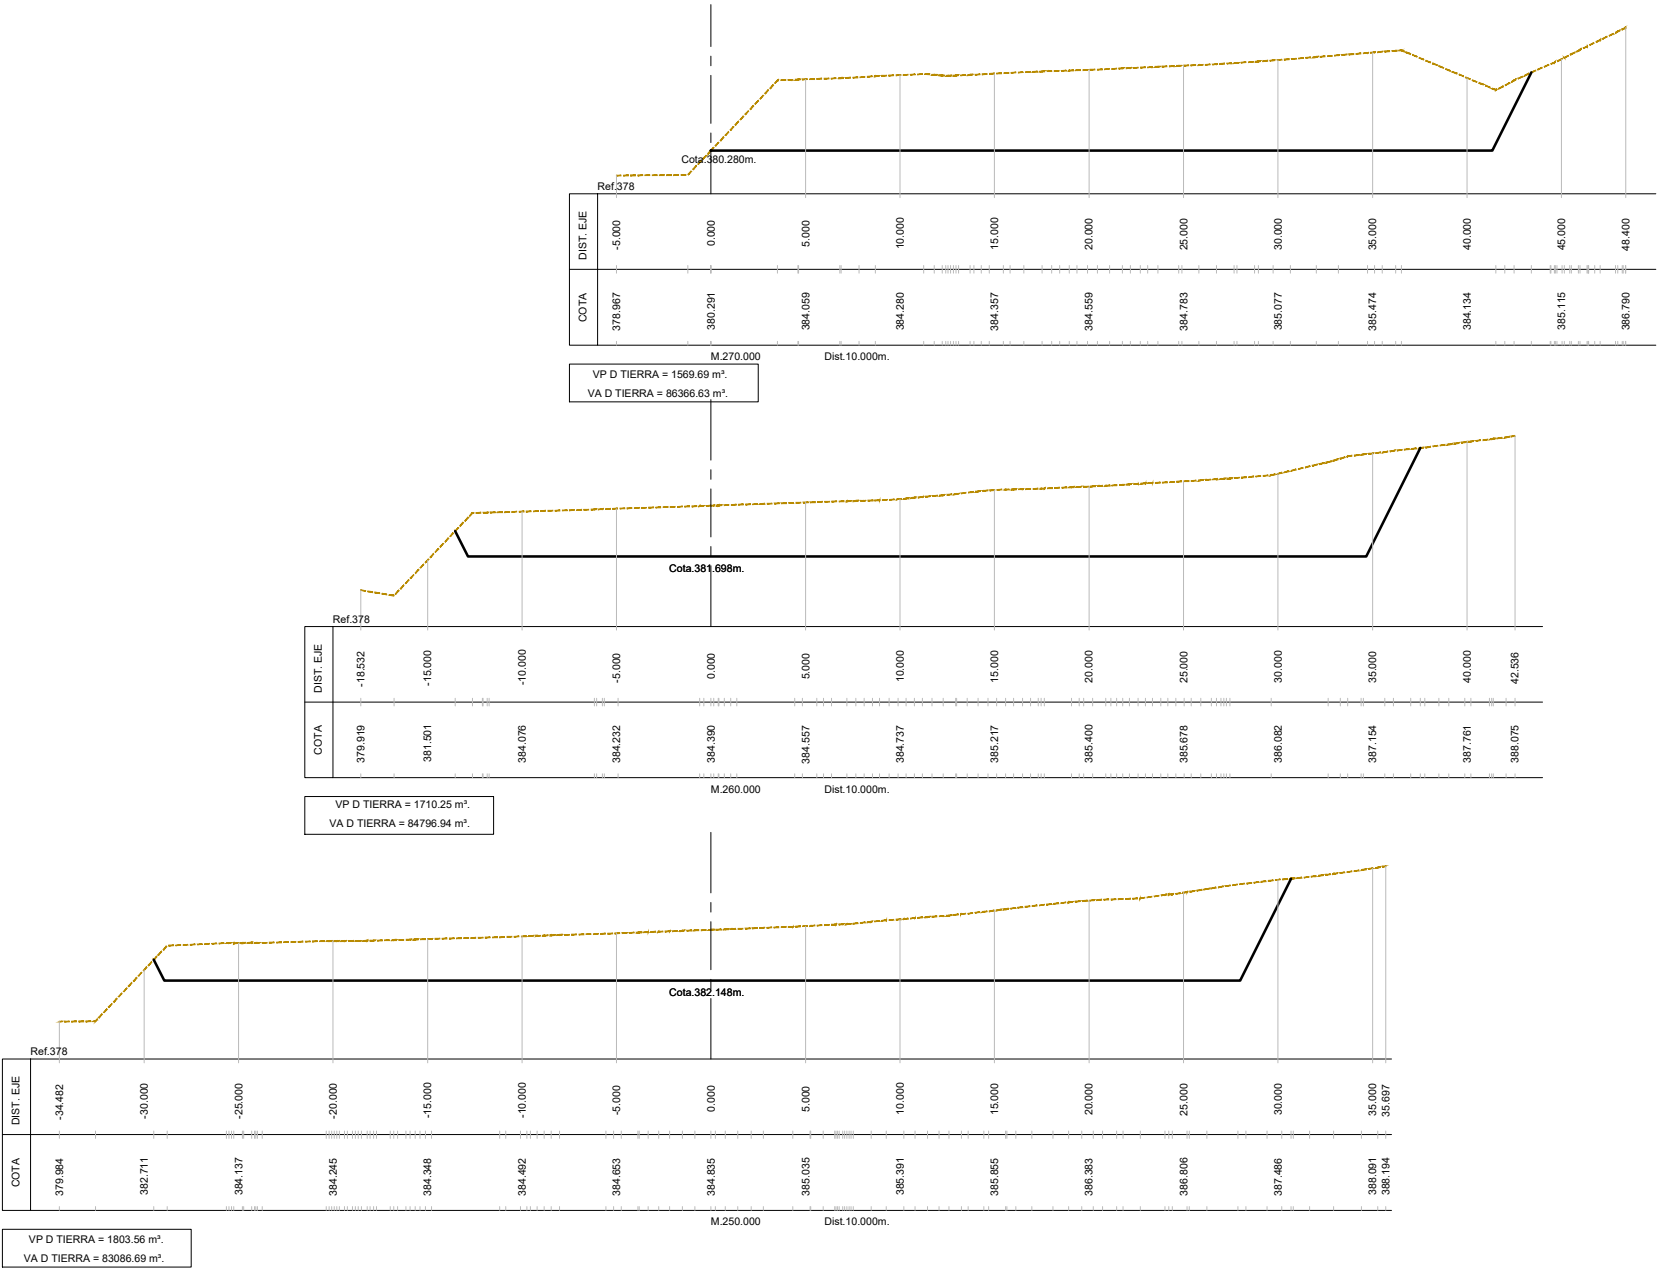 Cota.380.280m.
Ref.378
DIST. EJE -5.000 0.000 5.000 10.000 15.000 20.000 25.000 30.000 35.000 40.000 45.000 48.400
COTA 378.967 380.291 384.059 384.280 384.357 384.559 384.783 385.077 385.474 384.134 385.115 386.790
M.270.000 Dist.10.000m.
VP D TIERRA = 1569.69 m³.
VA D TIERRA = 86366.63 m³.
Cota.381.698m.
Ref.378
DIST. EJE -18.532 -15.000 -10.000 -5.000 0.000 5.000 10.000 15.000 20.000 25.000 30.000 35.000 40.000 42.536
COTA 379.919 381.501 384.076 384.232 384.390 384.557 384.737 385.217 385.400 385.678 386.082 387.154 387.761 388.075
M.260.000 Dist.10.000m.
VP D TIERRA = 1710.25 m³.
VA D TIERRA = 84796.94 m³.
Cota.382.148m.
Ref.378
DIST. EJE -34.482 -30.000 -25.000 -20.000 -15.000 -10.000 -5.000 0.000 5.000 10.000 15.000 20.000 25.000 30.000 35.000 35.697
COTA 379.984 382.711 384.137 384.245 384.348 384.492 384.653 384.835 385.035 385.391 385.855 386.383 386.806 387.486 388.091 388.194
M.250.000 Dist.10.000m.
VP D TIERRA = 1803.56 m³.
VA D TIERRA = 83086.69 m³.